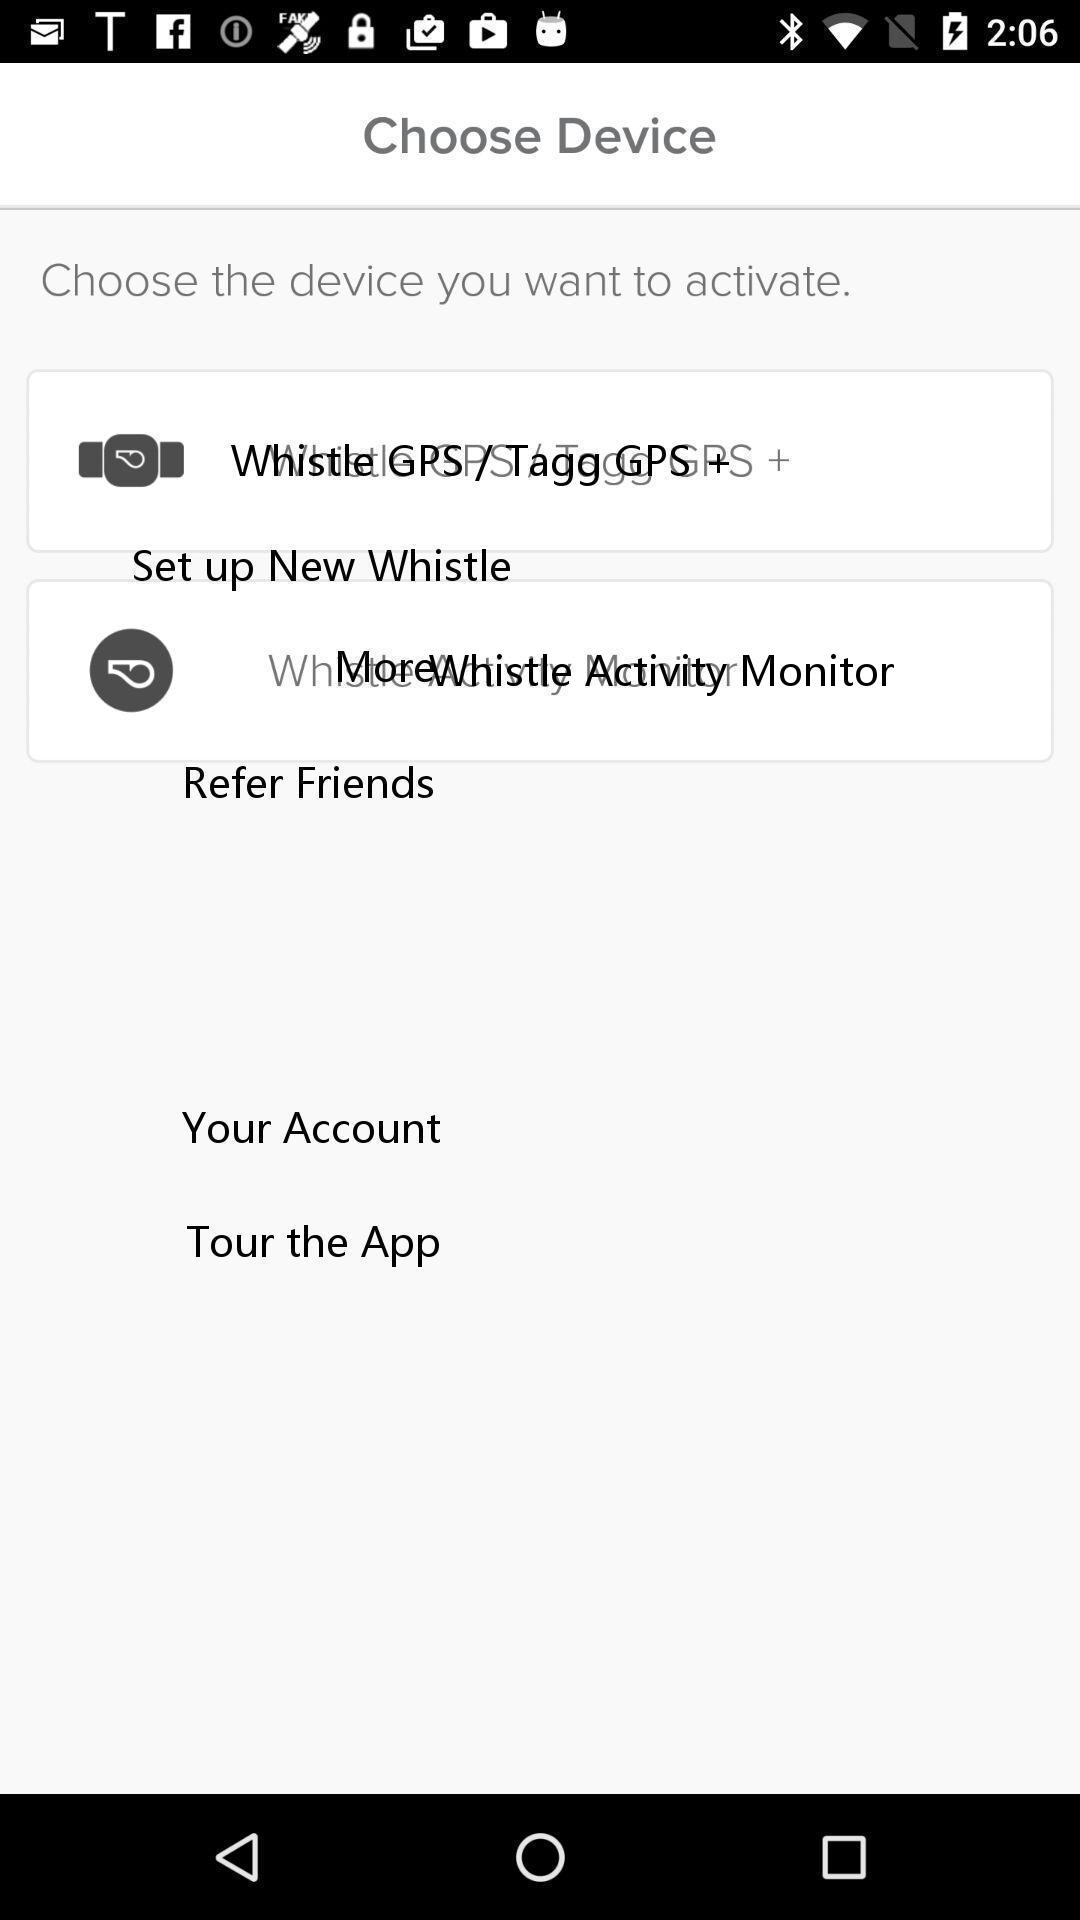 FAKE
2:06
Choose Device
Choose the device you want to activate.
Whistle GPS / Tagg GPS +
Whistle GPS / Tagg GPS +
Set up New Whistle
Whistle Activity Monitor
More
Whistle Activity Monitor
Refer Friends
Your Account
Tour the App